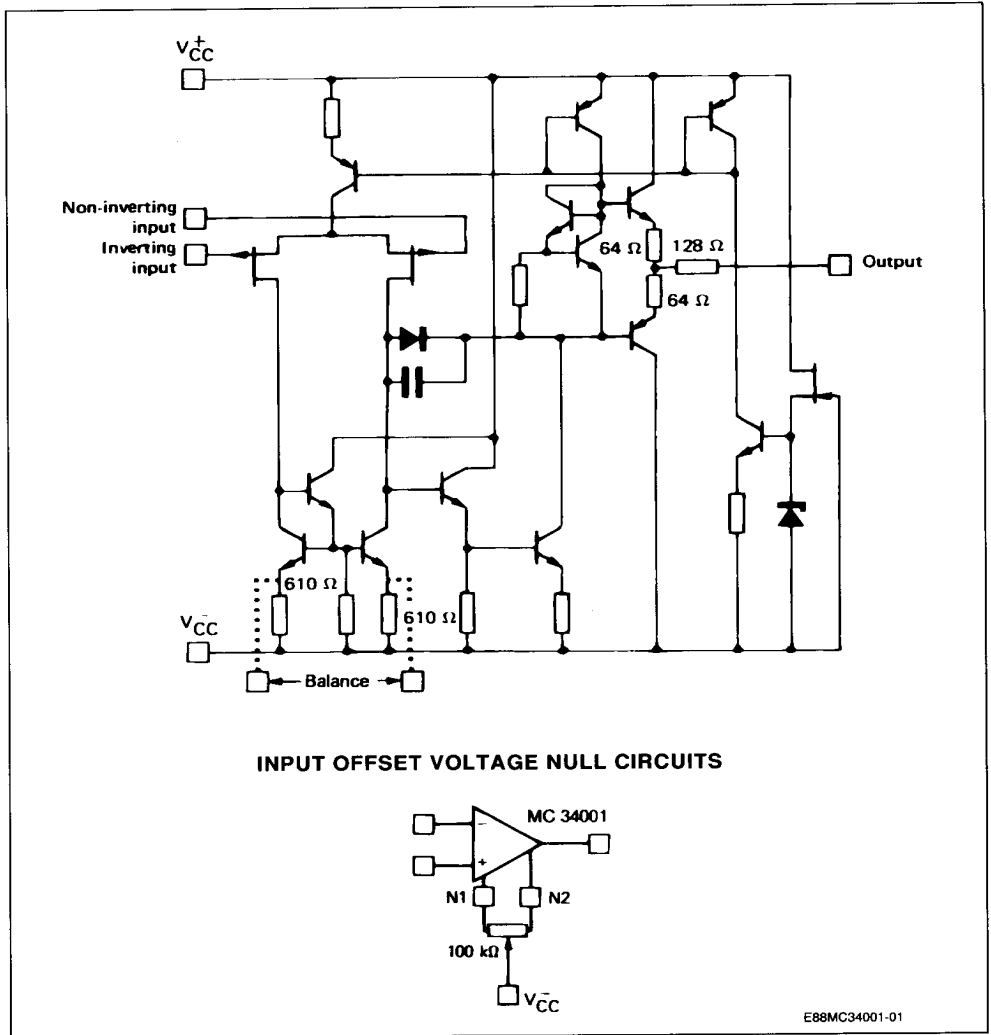 V⁺CC
Non-inverting
input
Inverting
input
64 Ω
128 Ω
Output
64 Ω
610 Ω
610 Ω
V⁻CC
Balance
INPUT OFFSET VOLTAGE NULL CIRCUITS
MC 34001
−
+
N1
N2
100 kΩ
V⁻CC
E88MC34001-01